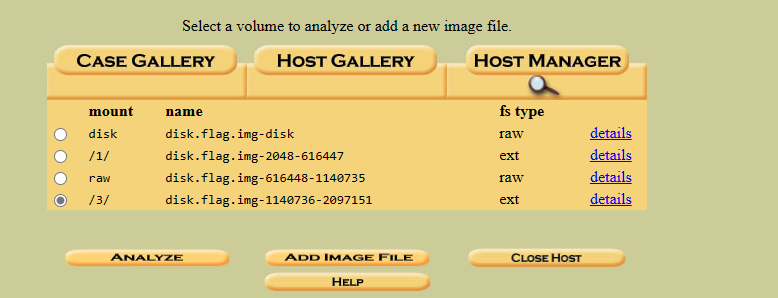 Select a volume to analyze or add a new image file.
CASE GALLERY HOST GALLERY HOST MANAGER
mount name fs type
disk disk.flag.img-disk raw details
/1/ disk.flag.img-2048-616447 ext details
raw disk.flag.img-616448-1140735 raw details
/3/ disk.flag.img-1140736-2097151 ext details
ANALYZE ADD IMAGE FILE CLOSE HOST
HELP